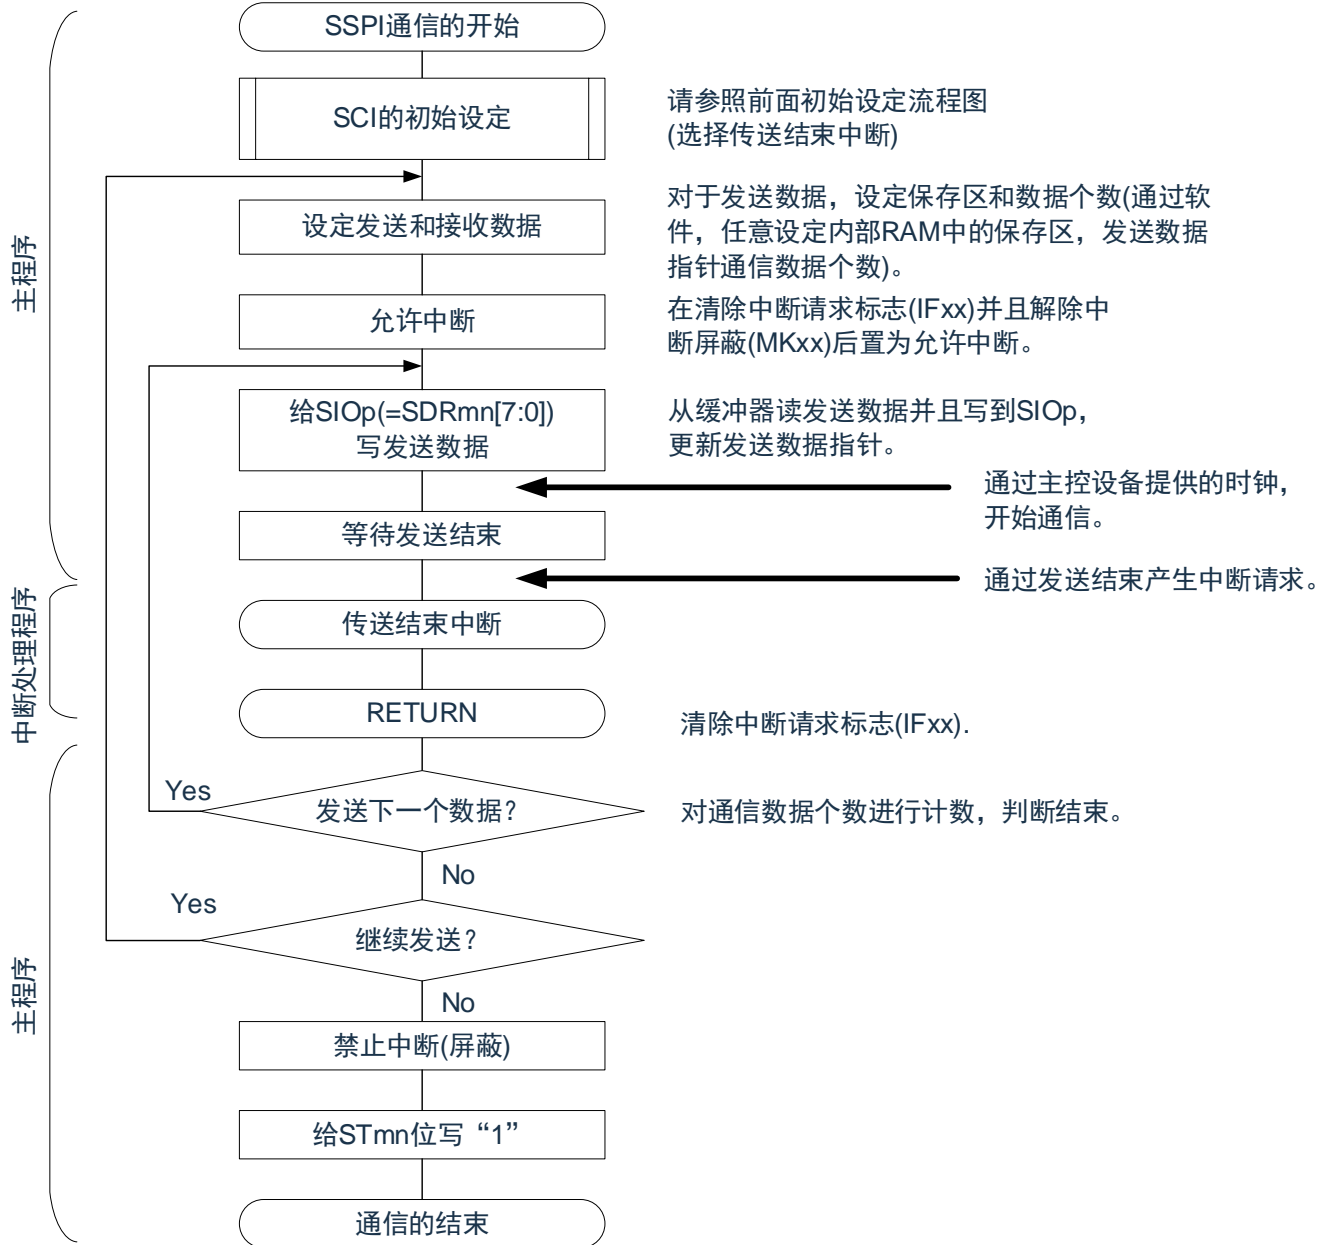 SSPI通信的开始
SCI的初始设定
请参照前面初始设定流程图
(选择传送结束中断)
设定发送和接收数据
对于发送数据，设定保存区和数据个数(通过软
件，任意设定内部RAM中的保存区，发送数据
指针通信数据个数)。
主程序
允许中断
在清除中断请求标志(IFxx)并且解除中
断屏蔽(MKxx)后置为允许中断。
给SIOp(=SDRmn[7:0])
写发送数据
从缓冲器读发送数据并且写到SIOp，
更新发送数据指针。
通过主控设备提供的时钟，
开始通信。
等待发送结束
通过发送结束产生中断请求。
中断处理程序
传送结束中断
RETURN
清除中断请求标志(IFxx).
Yes
发送下一个数据？
对通信数据个数进行计数，判断结束。
No
Yes
继续发送？
主程序
No
禁止中断(屏蔽)
给STmn位写“1”
通信的结束